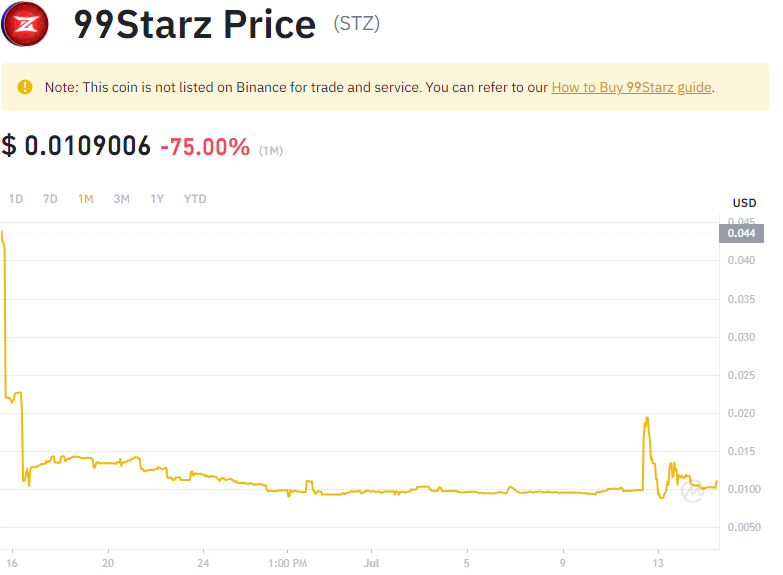 99Starz Price (STZ)
Note: This coin is not listed on Binance for trade and service. You can refer to our How to Buy 99Starz guide.
$ 0.0109006 -75.00% (1M)
1D 7D 1M 3M 1Y YTD
USD
0.045
0.044
0.040
0.035
0.030
0.025
0.020
0.015
0.0100
0.0050
16 20 24 1:00 PM Jul 5 9 13